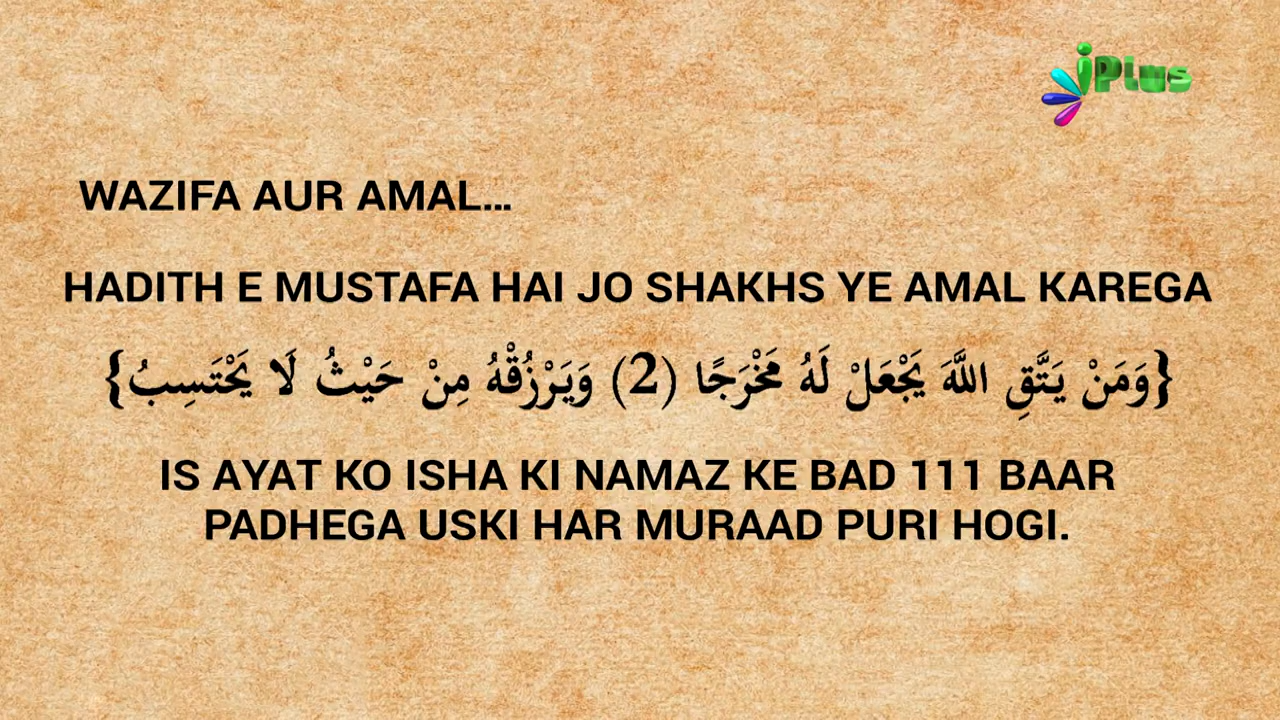 iPlus
WAZIFA AUR AMAL...
HADITH E MUSTAFA HAI JO SHAKHS YE AMAL KAREGA
{وَمَنْ يَتَّقِ اللَّهَ يَجْعَلْ لَهُ مَخْرَجًا (2) وَيَرْزُقْهُ مِنْ حَيْثُ لَا يَحْتَسِبُ}
IS AYAT KO ISHA KI NAMAZ KE BAD 111 BAAR
PADHEGA USKI HAR MURAAD PURI HOGI.